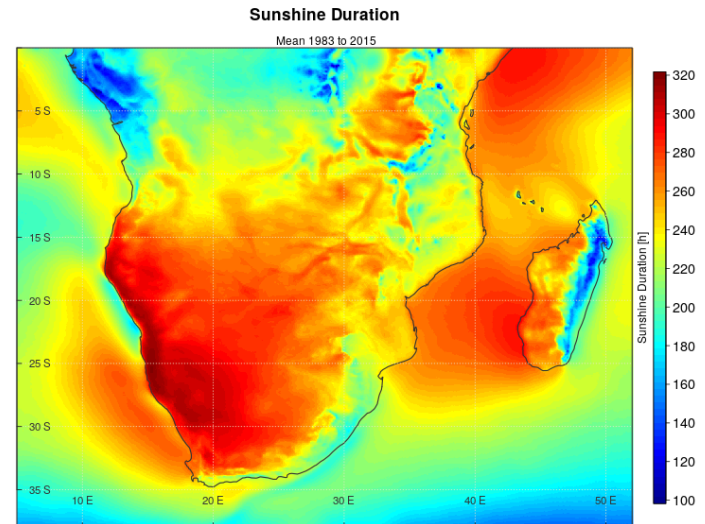 Sunshine Duration
Mean 1983 to 2015
5 S
10 S
15 S
20 S
25 S
30 S
35 S
10 E
20 E
30 E
40 E
50 E
Sunshine Duration [h]
320
300
280
260
240
220
200
180
160
140
120
100